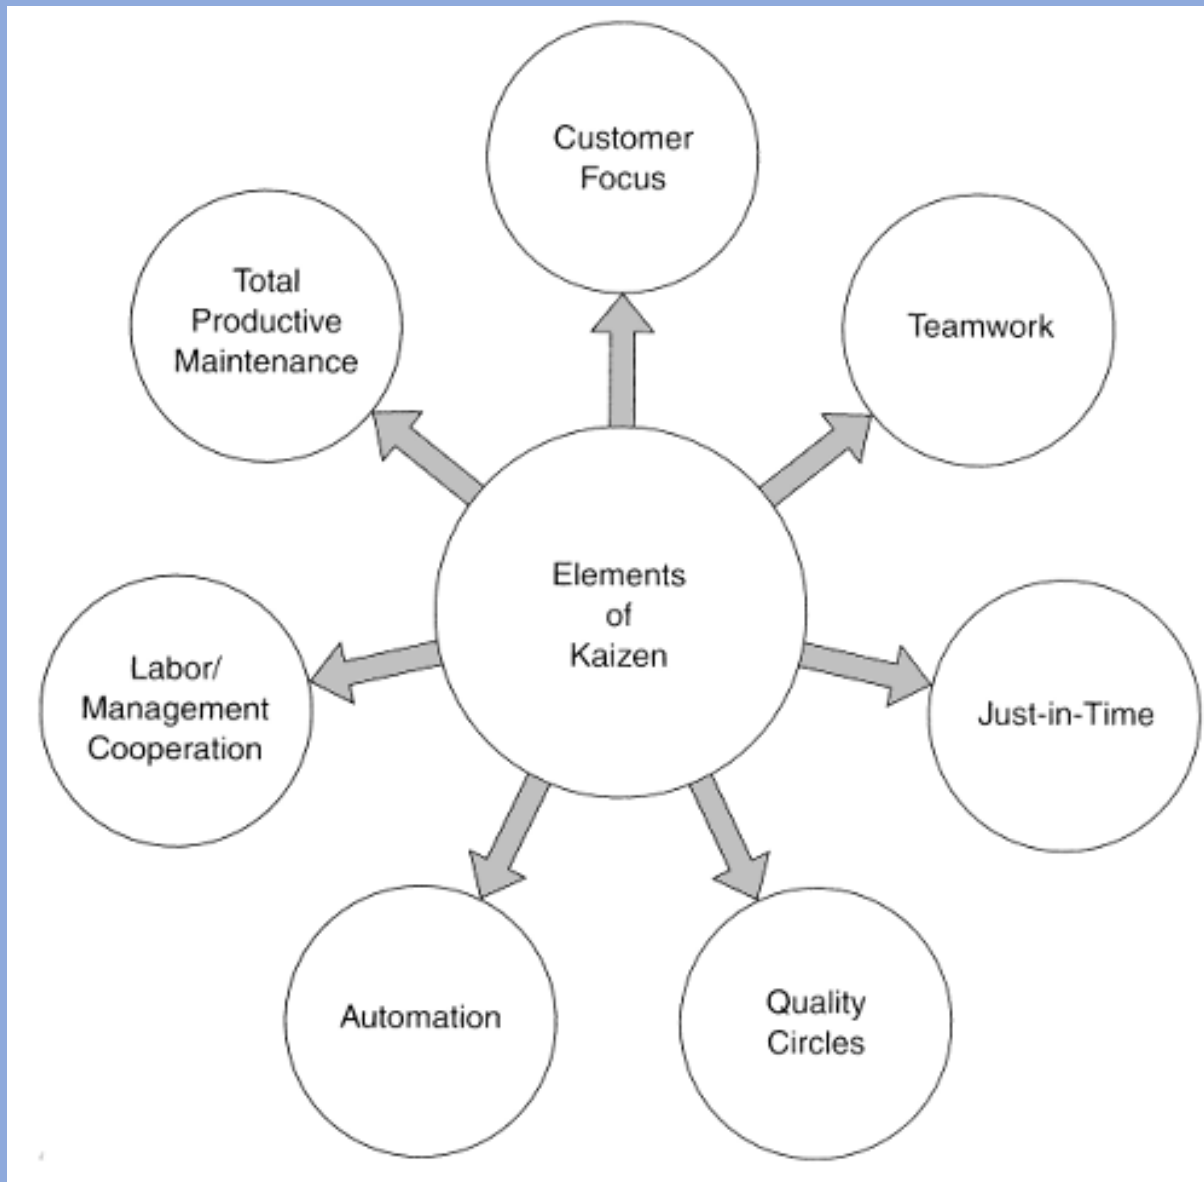 Customer
Focus
Teamwork
Just-in-Time
Quality
Circles
Automation
Labor/
Management
Cooperation
Total
Productive
Maintenance
Elements
of
Kaizen